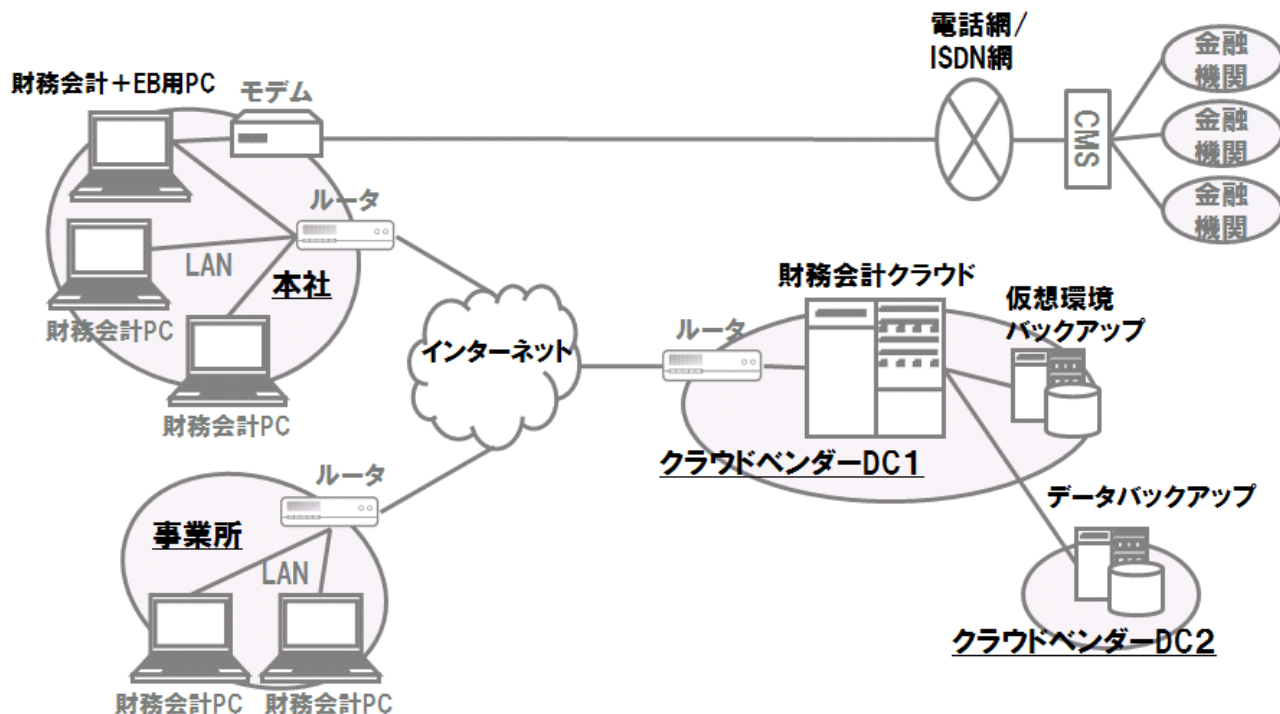 電話網/
ISDN網
金融
機関
財務会計+EB用PC
モデム
CMS
金融
機関
金融
機関
ルータ
LAN
本社
財務会計PC
財務会計PC
インターネット
ルータ
財務会計クラウド
仮想環境
バックアップ
クラウドベンダーDC1
データバックアップ
クラウドベンダーDC2
ルータ
事業所
LAN
財務会計PC
財務会計PC